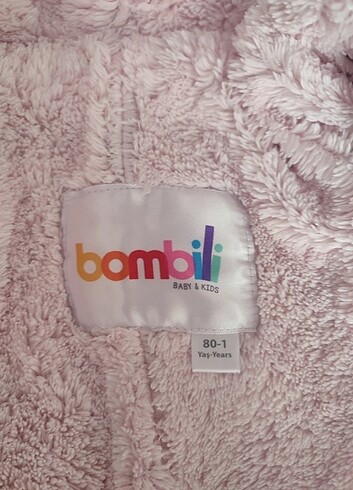 bombili
BABY & KIDS
80-1
Yaş-Years